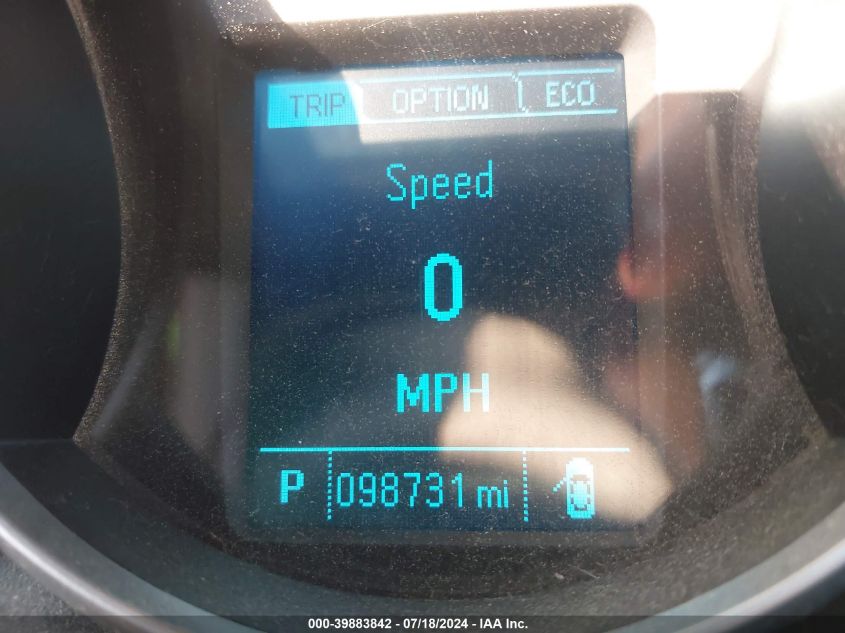 TRIP OPTION ECO
Speed
0
MPH
P 098731 mi
000-39883842 - 07/18/2024 - IAA Inc.